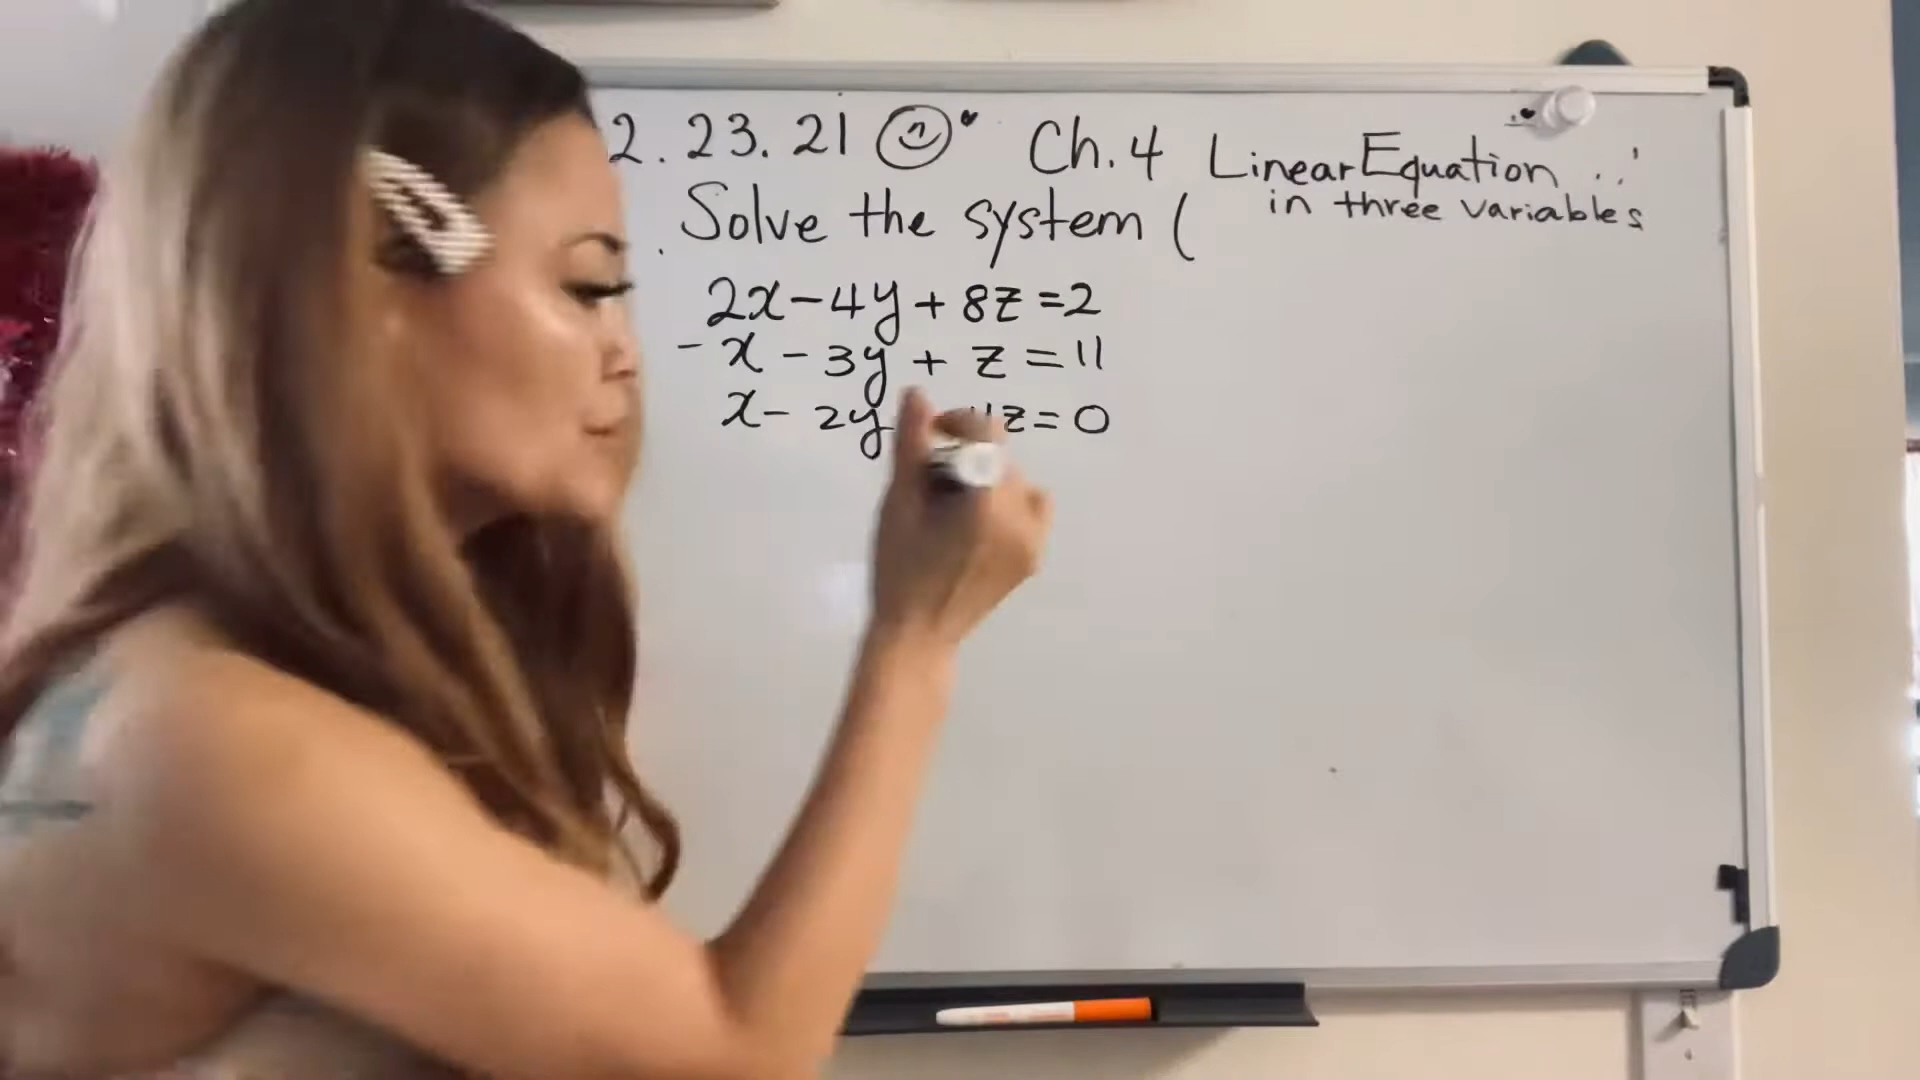 2.23.21 Ch.4 Linear Equation
in three variables
Solve the system (
2x-4y+8z=2
-x-3y+z=11
x-2y z=0